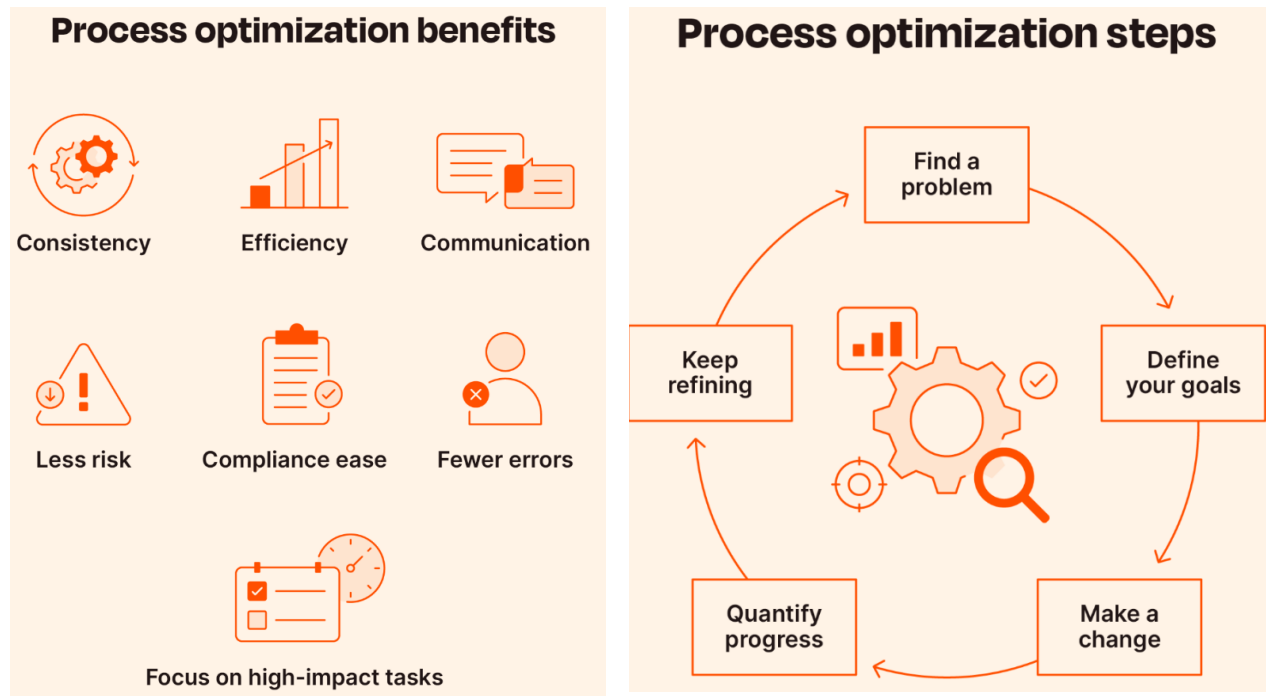 Process optimization benefits
Consistency
Efficiency
Communication
Less risk
Compliance ease
Fewer errors
Focus on high-impact tasks
Process optimization steps
Find a
problem
Define
your goals
Make a
change
Quantify
progress
Keep
refining